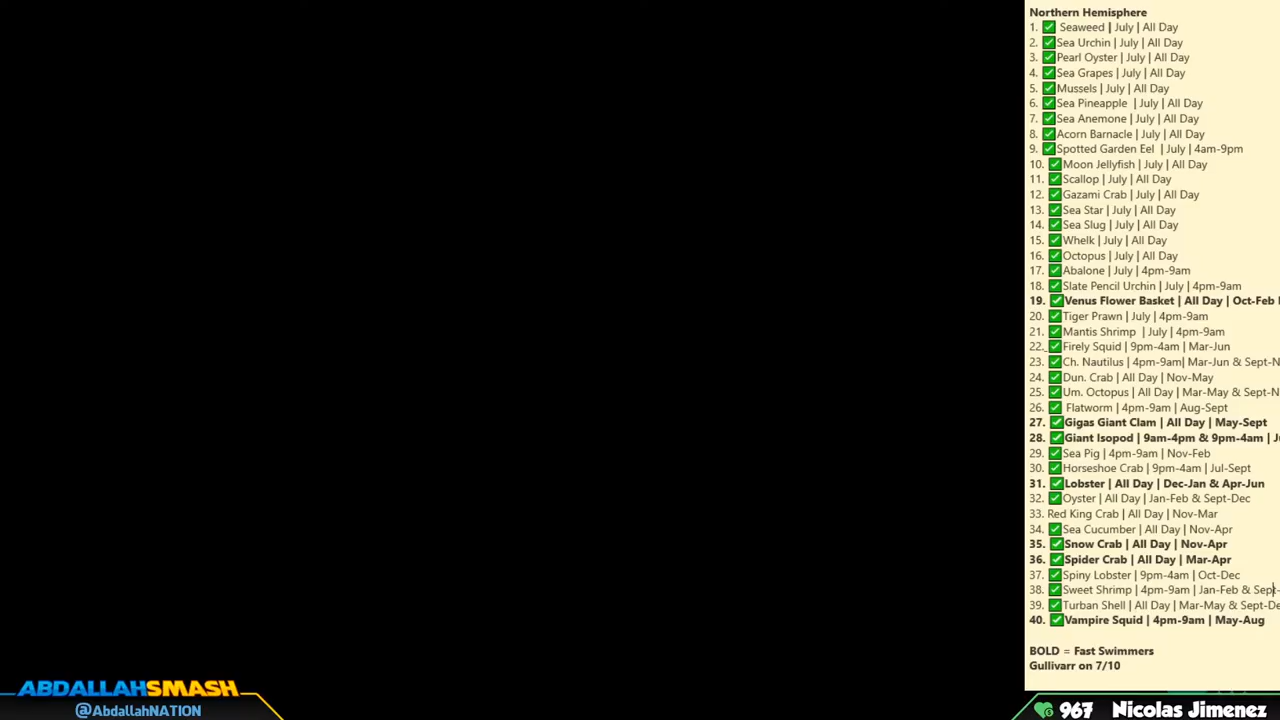 Northern Hemisphere
1. ✅ Seaweed | July | All Day
2. ✅Sea Urchin | July | All Day
3. ✅Pearl Oyster | July | All Day
4. ✅Sea Grapes | July | All Day
5. ✅Mussels | July | All Day
6. ✅Sea Pineapple | July | All Day
7. ✅Sea Anemone | July | All Day
8. ✅Acorn Barnacle | July | All Day
9. ✅Spotted Garden Eel | July | 4am-9pm
10. ✅Moon Jellyfish | July | All Day
11. ✅Scallop | July | All Day
12. ✅Gazami Crab | July | All Day
13. ✅Sea Star | July | All Day
14. ✅Sea Slug | July | All Day
15. ✅Whelk | July | All Day
16. ✅Octopus | July | All Day
17. ✅Abalone | July | 4pm-9am
18. ✅Slate Pencil Urchin | July | 4pm-9am
19. ✅Venus Flower Basket | All Day | Oct-Feb
20. ✅Tiger Prawn | July | 4pm-9am
21. ✅Mantis Shrimp | July | 4pm-9am
22. ✅Firely Squid | 9pm-4am | Mar-Jun
23. ✅Ch. Nautilus | 4pm-9am| Mar-Jun & Sept-N
24. ✅Dun. Crab | All Day | Nov-May
25. ✅Um. Octopus | All Day | Mar-May & Sept-N
26. ✅ Flatworm | 4pm-9am | Aug-Sept
27. ✅Gigas Giant Clam | All Day | May-Sept
28. ✅Giant Isopod | 9am-4pm & 9pm-4am | Ju
29. ✅Sea Pig | 4pm-9am | Nov-Feb
30. ✅Horseshoe Crab | 9pm-4am | Jul-Sept
31. ✅Lobster | All Day | Dec-Jan & Apr-Jun
32. ✅Oyster | All Day | Jan-Feb & Sept-Dec
33. Red King Crab | All Day | Nov-Mar
34. ✅Sea Cucumber | All Day | Nov-Apr
35. ✅Snow Crab | All Day | Nov-Apr
36. ✅Spider Crab | All Day | Mar-Apr
37. ✅Spiny Lobster | 9pm-4am | Oct-Dec
38. ✅Sweet Shrimp | 4pm-9am | Jan-Feb & Sept-
39. ✅Turban Shell | All Day | Mar-May & Sept-De
40. ✅Vampire Squid | 4pm-9am | May-Aug
BOLD = Fast Swimmers
Gullivarr on 7/10
ABDALLAHSMASH
@AbdallahNATION
967 Nicolas Jimenez